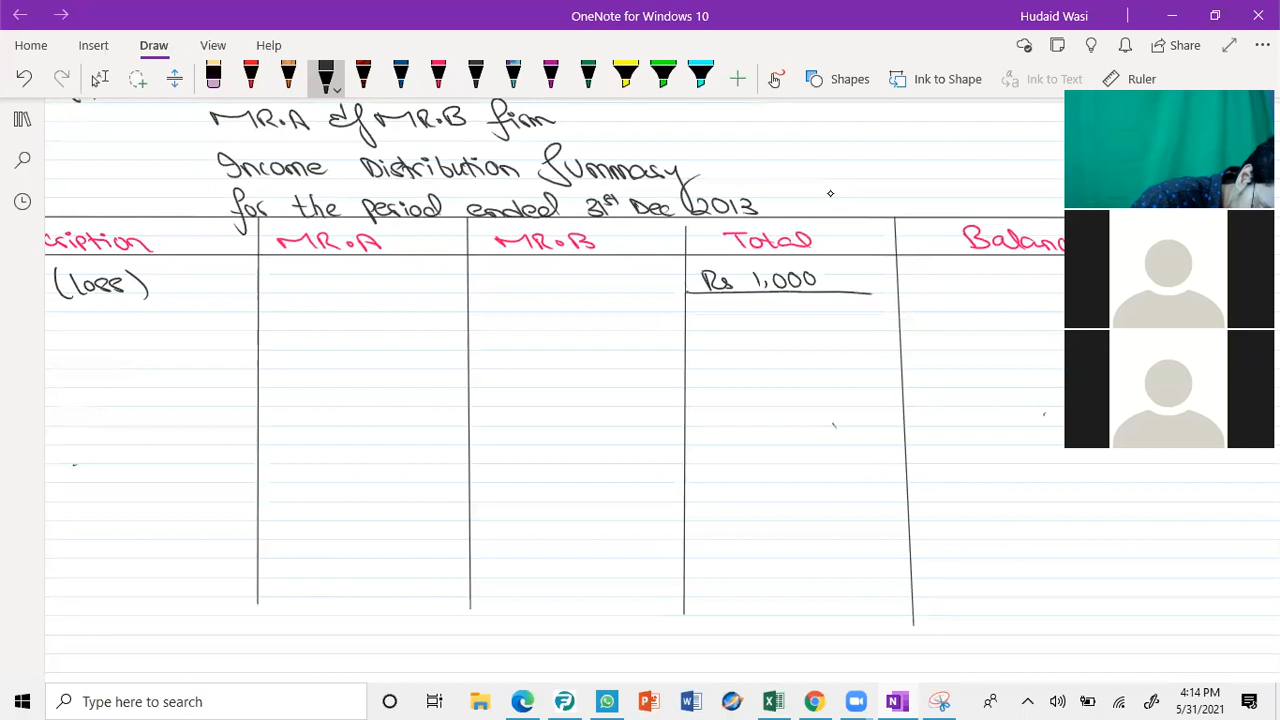 OneNote for Windows 10
Hudaid Wasi
Home Insert Draw View Help
Share
Shapes
Ink to Shape
Ink to Text
Ruler
MR.A & MR.B firm
Income Distribution Summary
for the period ended 31st Dec 2013
cription MR.A MR.B Total Balanc
(loss) Rs 1,000
Type here to search
4:14 PM
5/31/2021